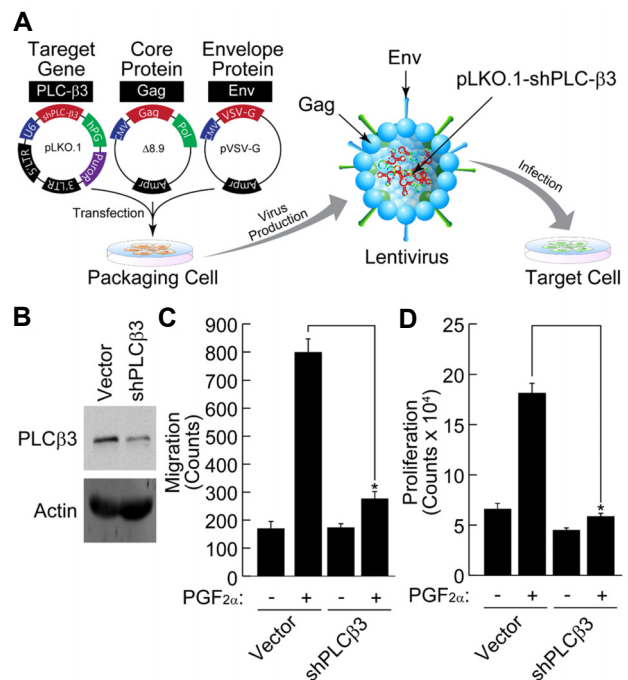 A
Tareget Gene
Core Protein
Envelope Protein
PLC-β3
Gag
Env
U6
shPLC-β3
hPG
PuroR
3'LTR
5'LTR
pLKO.1
CMV
Gag
Pol
Δ8.9
Ampr
CMV
VSV-G
pVSV-G
Ampr
Transfection
Packaging Cell
Virus Production
Env
Gag
pLKO.1-shPLC-β3
Lentivirus
Infection
Target Cell
B
Vector
shPLCβ3
PLCβ3
Actin
C
Migration
(Counts)
900
800
700
600
500
400
300
200
100
0
*
PGF2α: - + - +
Vector
shPLCβ3
D
Proliferation
(Counts x 10⁴)
25
20
15
10
5
0
*
PGF2α: - + - +
Vector
shPLCβ3